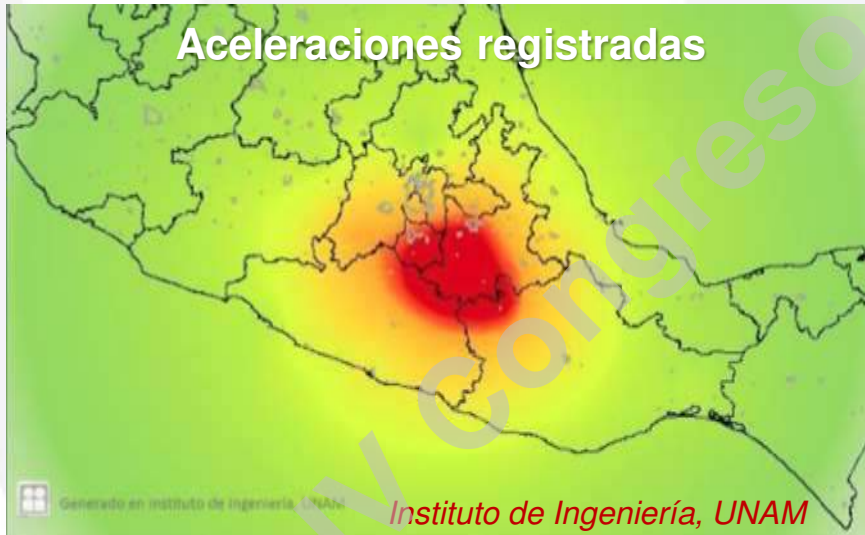 Aceleraciones registradas
IV Congreso
Generado en Instituto de Ingeniería, UNAM
Instituto de Ingeniería, UNAM